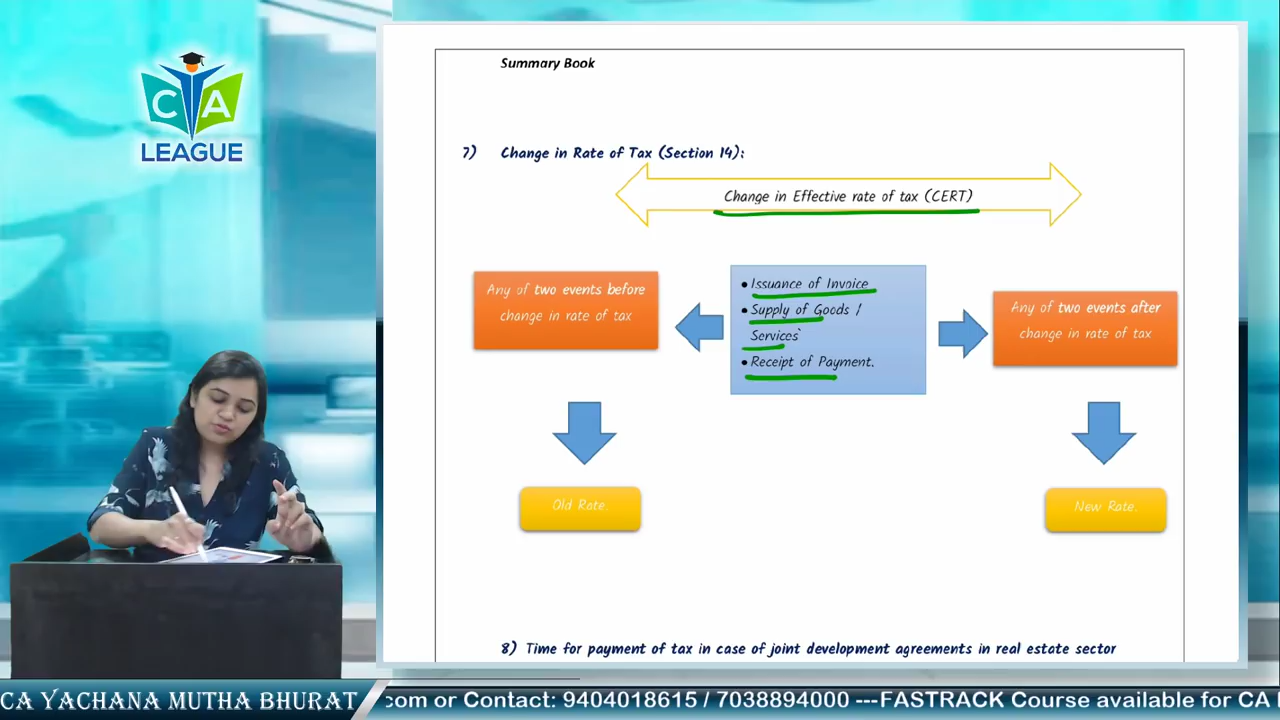 CA
LEAGUE
Summary Book
7) Change in Rate of Tax (Section 14):
Change in Effective rate of tax (CERT)
Any of two events before
change in rate of tax
• Issuance of Invoice
• Supply of Goods /
Services`
• Receipt of Payment.
Any of two events after
change in rate of tax
Old Rate.
New Rate.
8) Time for payment of tax in case of joint development agreements in real estate sector
CA YACHANA MUTHA BHURAT
com or Contact: 9404018615 / 7038894000 ---FASTRACK Course available for CA